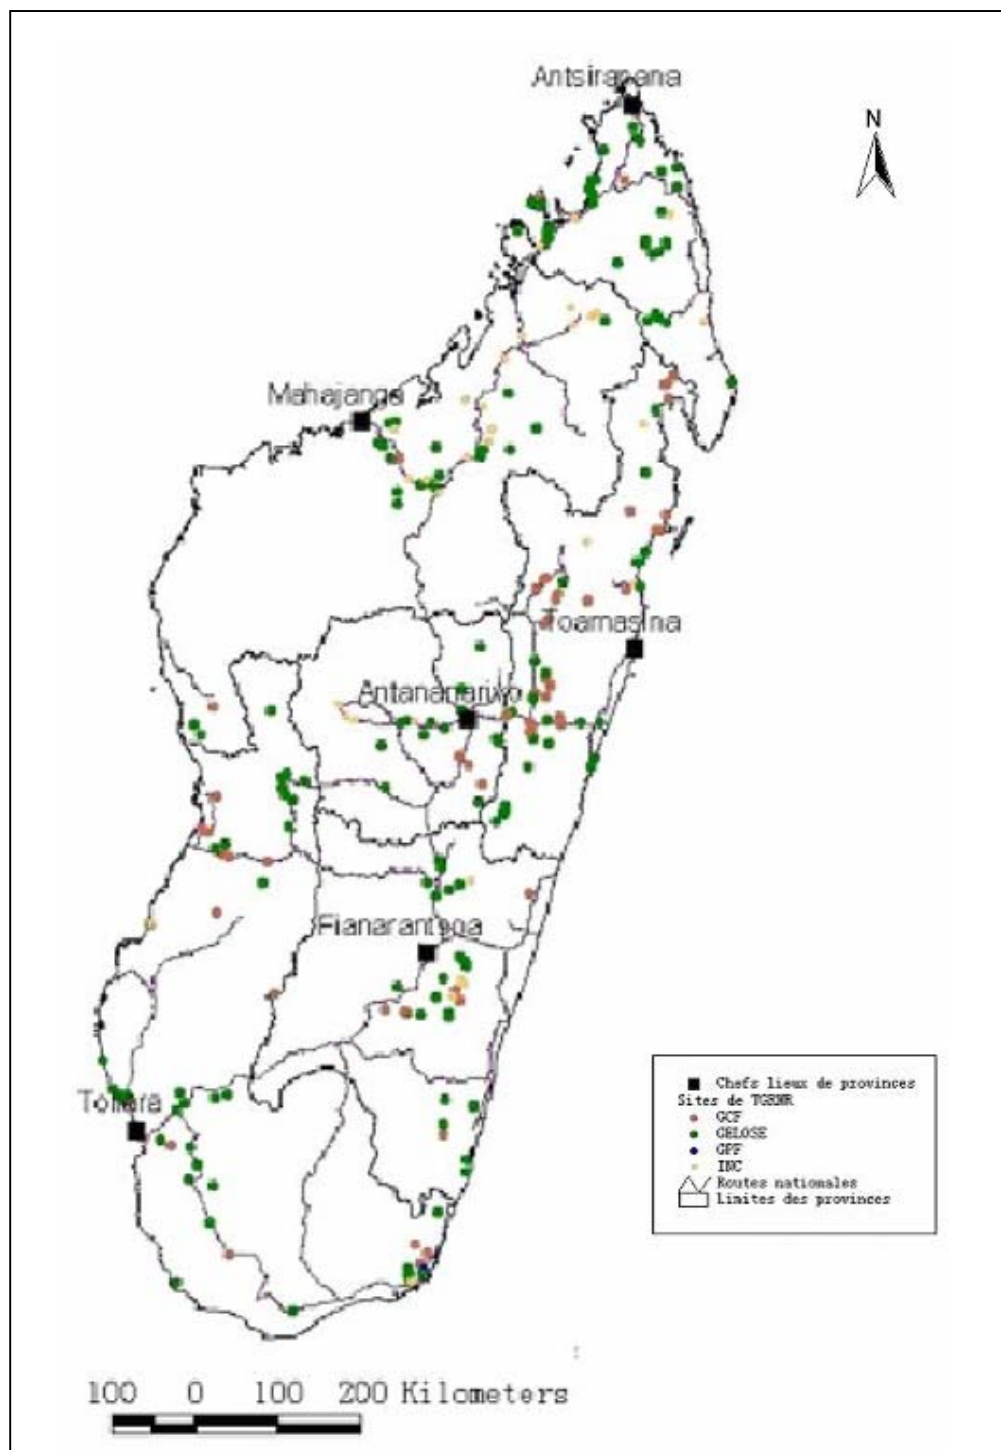 Antsiranana
N
Mahajanga
Toamasina
Antananarivo
Fianarantsoa
Toliara
Chefs lieux de provinces
Sites de TGRNR
GCF
GELOSE
GPF
INC
Routes nationales
Limites des provinces
100 0 100 200 Kilometers